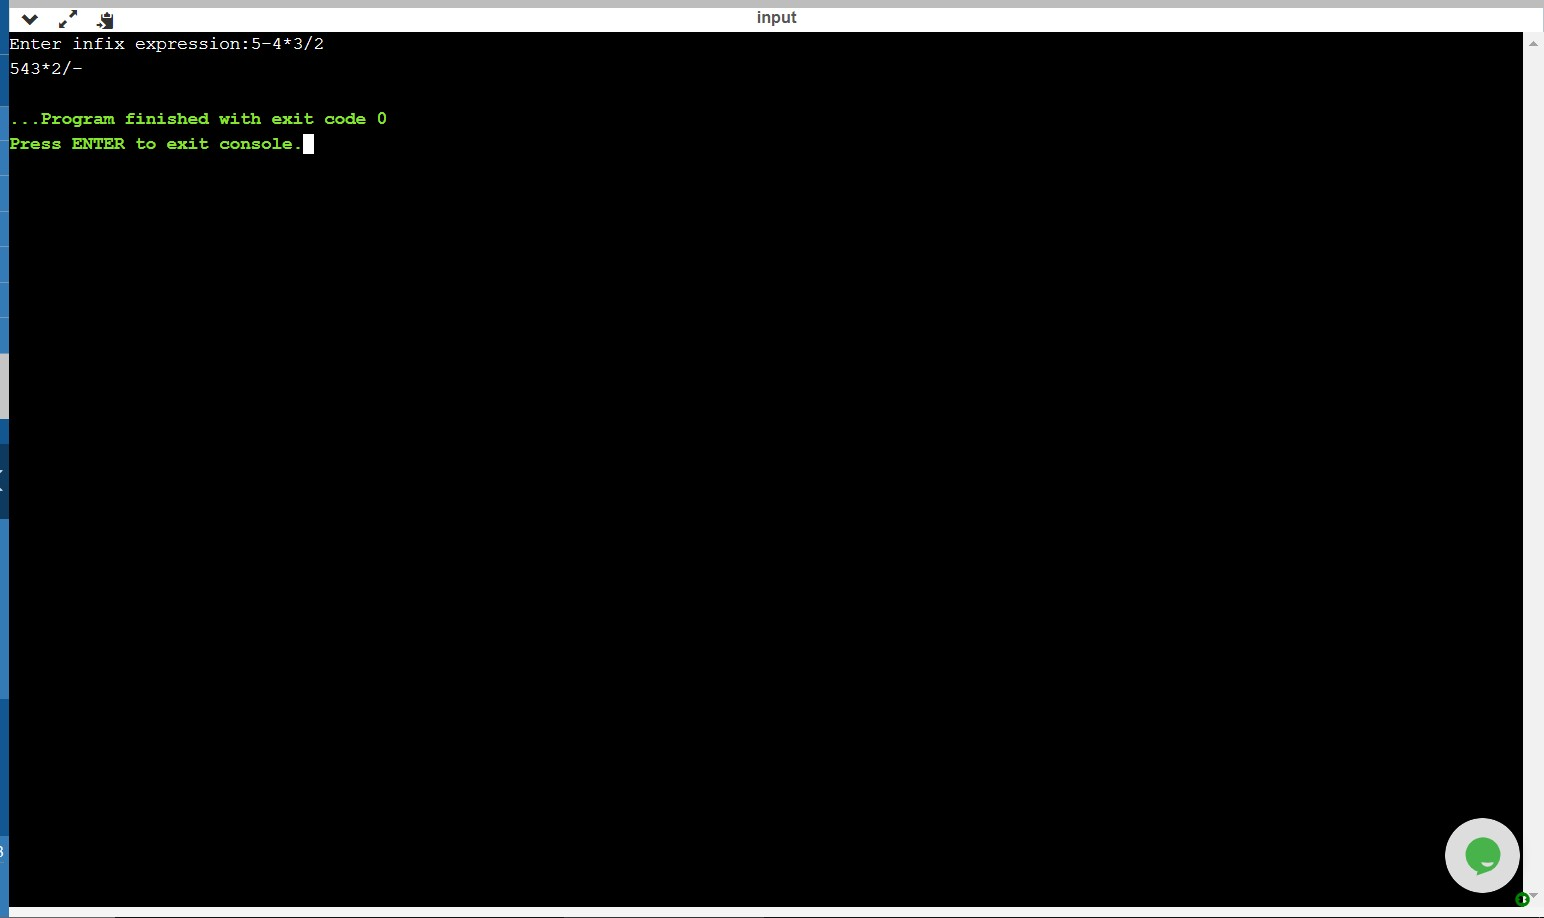 input
Enter infix expression:5-4*3/2
543*2/-
...Program finished with exit code 0
Press ENTER to exit console.